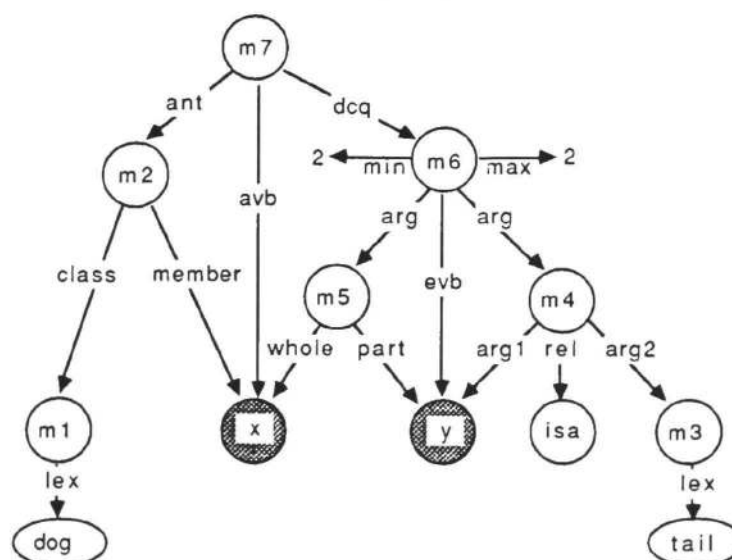 m7
ant
dcq
m2
2
min
m6
max
2
avb
arg
arg
class
member
m5
evb
m4
whole
part
arg1
rel
arg2
m1
x
y
isa
m3
lex
lex
dog
tail